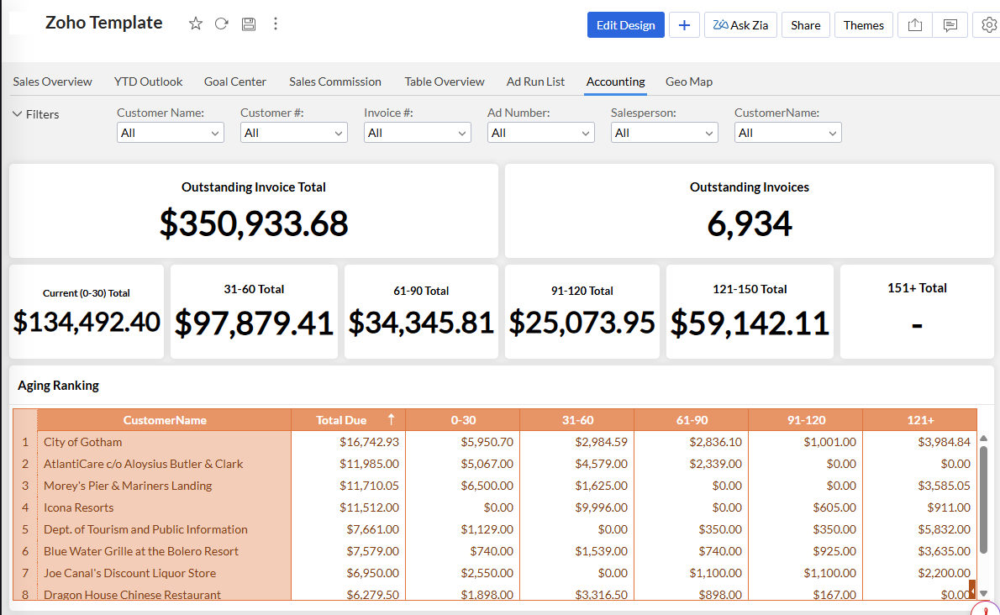 Zoho Template
Edit Design + Ask Zia Share Themes
Sales Overview YTD Outlook Goal Center Sales Commission Table Overview Ad Run List Accounting Geo Map
Filters
Customer Name: Customer #: Invoice #: Ad Number: Salesperson: CustomerName:
All All All All All All
Outstanding Invoice Total Outstanding Invoices
$350,933.68 6,934
Current (0-30) Total 31-60 Total 61-90 Total 91-120 Total 121-150 Total 151+ Total
$134,492.40 $97,879.41 $34,345.81 $25,073.95 $59,142.11 -
Aging Ranking
CustomerName Total Due ↑ 0-30 31-60 61-90 91-120 121+
1 City of Gotham $16,742.93 $5,950.70 $2,984.59 $2,836.10 $1,001.00 $3,984.84
2 AtlantiCare c/o Aloysius Butler & Clark $11,985.00 $5,067.00 $4,579.00 $2,339.00 $0.00 $0.00
3 Morey's Pier & Mariners Landing $11,710.05 $6,500.00 $1,625.00 $0.00 $0.00 $3,585.05
4 Icona Resorts $11,512.00 $0.00 $9,996.00 $0.00 $605.00 $911.00
5 Dept. of Tourism and Public Information $7,661.00 $1,129.00 $0.00 $350.00 $350.00 $5,832.00
6 Blue Water Grille at the Bolero Resort $7,579.00 $740.00 $1,539.00 $740.00 $925.00 $3,635.00
7 Joe Canal's Discount Liquor Store $6,950.00 $2,550.00 $0.00 $1,100.00 $1,100.00 $2,200.00
8 Dragon House Chinese Restaurant $6,279.50 $1,898.00 $3,316.50 $898.00 $167.00 $0.00